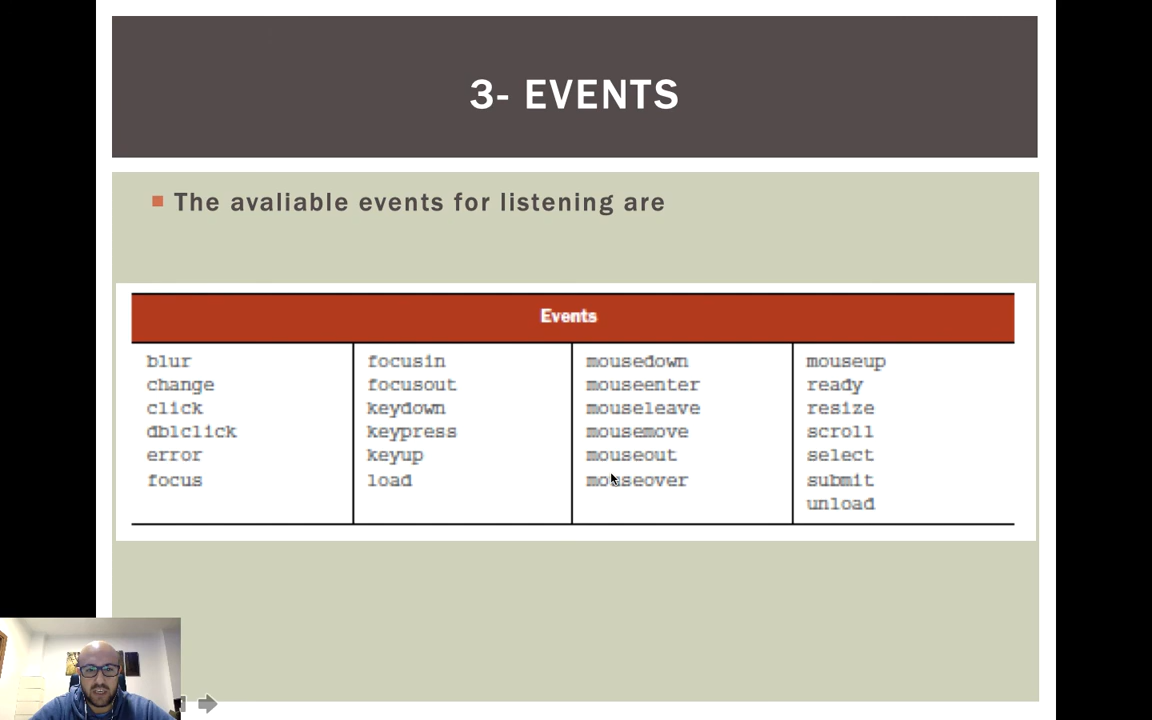 3- EVENTS
The avaliable events for listening are
Events
blur
change
click
dblclick
error
focus
focusin
focusout
keydown
keypress
keyup
load
mousedown
mouseenter
mouseleave
mousemove
mouseout
mouseover
mouseup
ready
resize
scroll
select
submit
unload